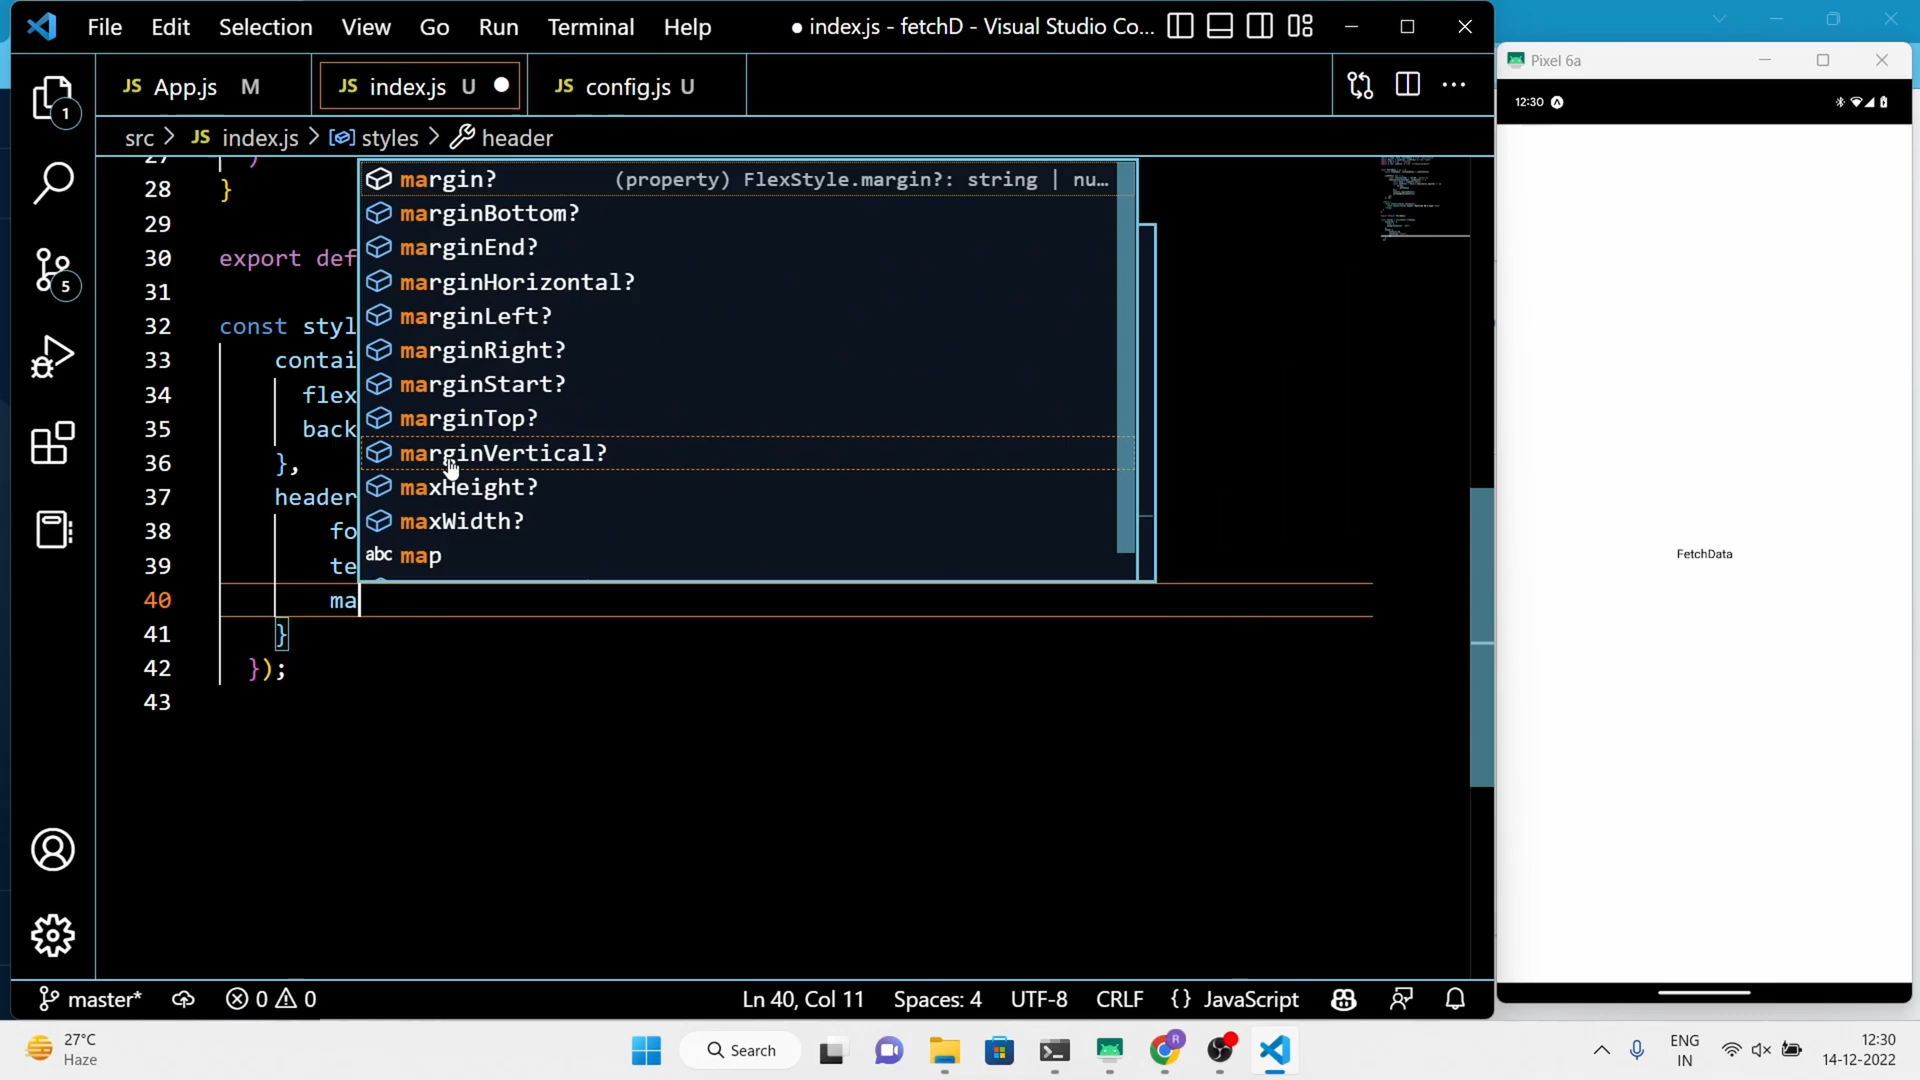 File Edit Selection View Go Run Terminal Help ● index.js - fetchD - Visual Studio Co...
Pixel 6a
JS App.js M JS index.js U JS config.js U ...
12:30
1
src > JS index.js > styles > header
27 )
28 }
29
30 export def
31
32 const styl
33 contai
34 flex
35 back
36 },
37 header
38 fo
39 te
40 ma
41 }
42 });
43
margin? (property) FlexStyle.margin?: string | nu...
marginBottom?
marginEnd?
marginHorizontal?
marginLeft?
marginRight?
marginStart?
marginTop?
marginVertical?
maxHeight?
maxWidth?
abc map
5
FetchData
master* 0 0 Ln 40, Col 11 Spaces: 4 UTF-8 CRLF {} JavaScript
27°C
Haze
Search
R
ENG
IN
12:30
14-12-2022